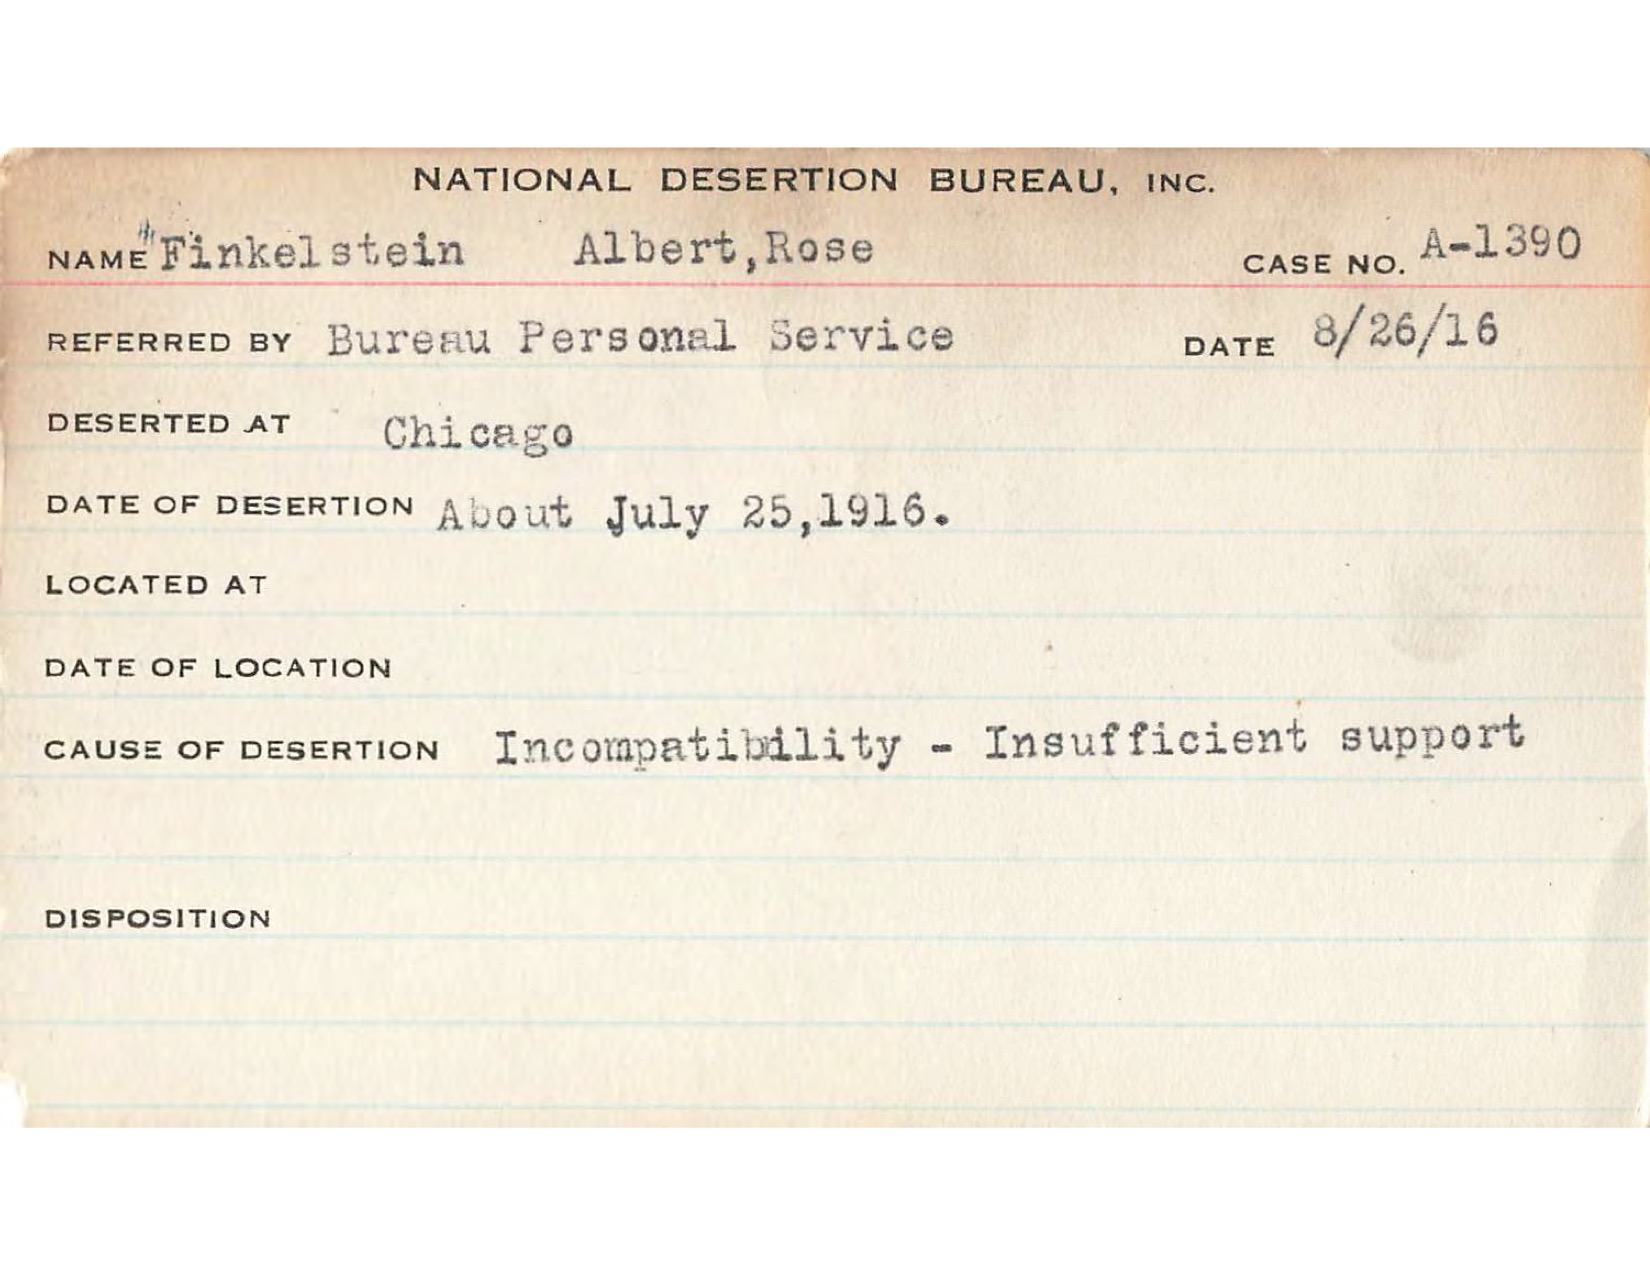 NATIONAL DESERTION BUREAU, INC.
NAME Finkelstein Albert,Rose CASE NO. A-1390
REFERRED BY Bureau Personal Service DATE 8/26/16
DESERTED AT Chicago
DATE OF DESERTION About July 25,1916.
LOCATED AT
DATE OF LOCATION
CAUSE OF DESERTION Incompatibility - Insufficient support
DISPOSITION